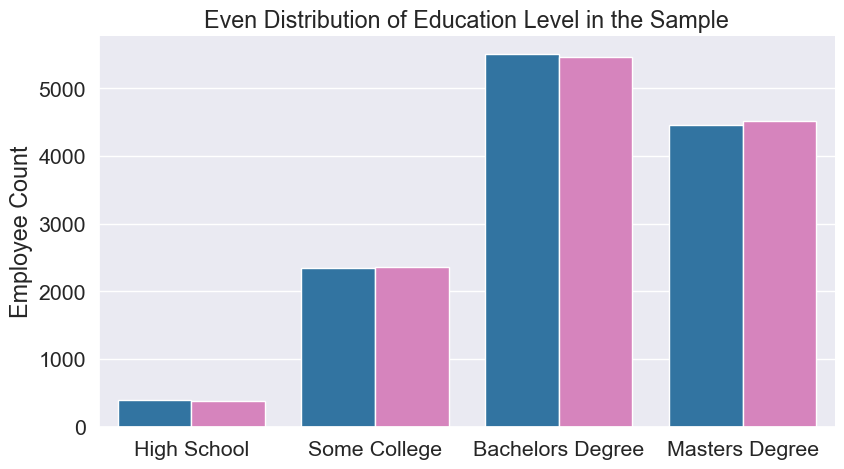 Even Distribution of Education Level in the Sample
Employee Count
5000
4000
3000
2000
1000
0
High School Some College Bachelors Degree Masters Degree